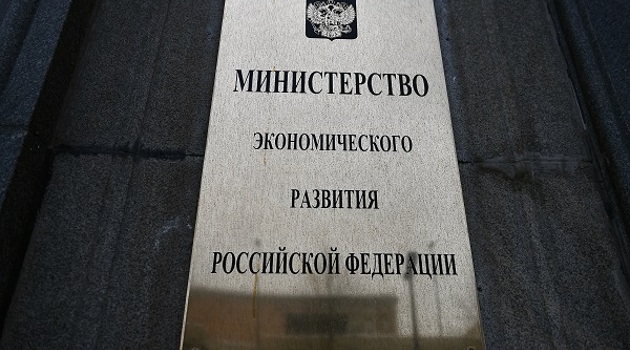 МИНИСТЕРСТВО
ЭКОНОМИЧЕСКОГО
РАЗВИТИЯ
РОССИЙСКОЙ ФЕДЕРАЦИИ